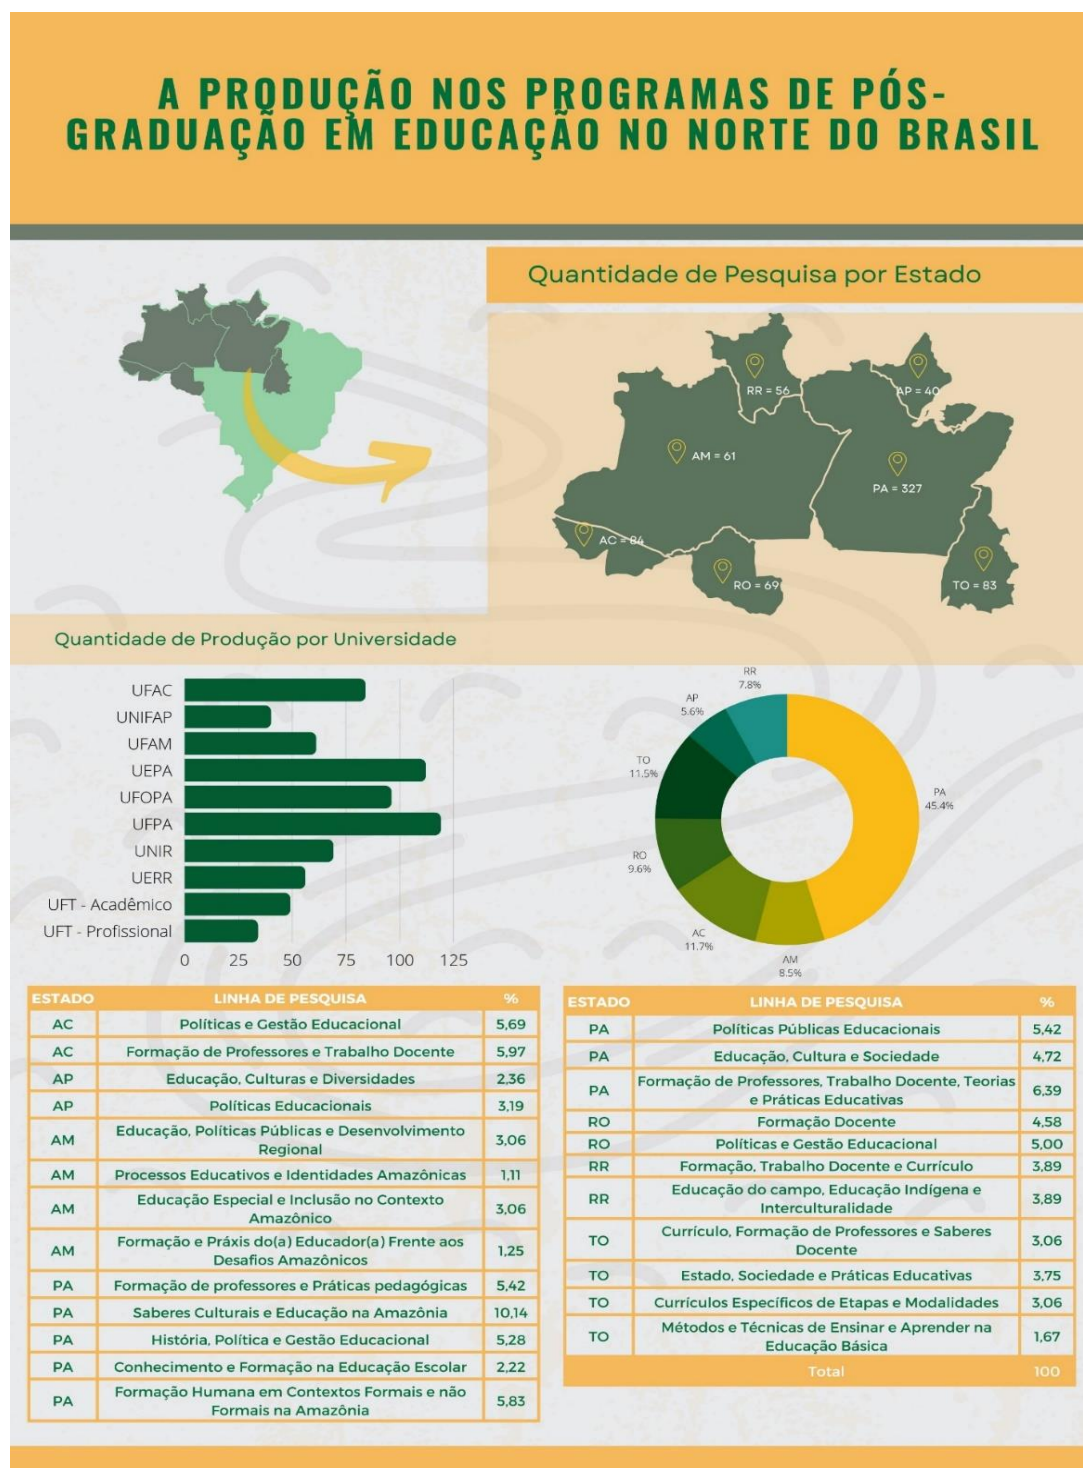 A PRODUÇÃO NOS PROGRAMAS DE PÓS-
GRADUAÇÃO EM EDUCAÇÃO NO NORTE DO BRASIL
Quantidade de Pesquisa por Estado
RR = 56
AP = 40
AM = 61
PA = 327
AC = 84
RO = 69
TO = 83
Quantidade de Produção por Universidade
UFAC
UNIFAP
UFAM
UEPA
UFOPA
UFPA
UNIR
UERR
UFT - Acadêmico
UFT - Profissional
0 25 50 75 100 125
RR
7.8%
AP
5.6%
TO
11.5%
PA
45.4%
RO
9.6%
AC
11.7%
AM
8.5%
ESTADO LINHA DE PESQUISA %
AC Políticas e Gestão Educacional 5,69
AC Formação de Professores e Trabalho Docente 5,97
AP Educação, Culturas e Diversidades 2,36
AP Políticas Educacionais 3,19
AM Educação, Políticas Públicas e Desenvolvimento
Regional 3,06
AM Processos Educativos e Identidades Amazônicas 1,11
AM Educação Especial e Inclusão no Contexto
Amazônico 3,06
AM Formação e Práxis do(a) Educador(a) Frente aos
Desafios Amazônicos 1,25
PA Formação de professores e Práticas pedagógicas 5,42
PA Saberes Culturais e Educação na Amazônia 10,14
PA História, Política e Gestão Educacional 5,28
PA Conhecimento e Formação na Educação Escolar 2,22
PA Formação Humana em Contextos Formais e não
Formais na Amazônia 5,83
ESTADO LINHA DE PESQUISA %
PA Políticas Públicas Educacionais 5,42
PA Educação, Cultura e Sociedade 4,72
PA Formação de Professores, Trabalho Docente, Teorias
e Práticas Educativas 6,39
RO Formação Docente 4,58
RO Políticas e Gestão Educacional 5,00
RR Formação, Trabalho Docente e Currículo 3,89
RR Educação do campo, Educação Indígena e
Interculturalidade 3,89
TO Currículo, Formação de Professores e Saberes
Docente 3,06
TO Estado, Sociedade e Práticas Educativas 3,75
TO Currículos Específicos de Etapas e Modalidades 3,06
TO Métodos e Técnicas de Ensinar e Aprender na
Educação Básica 1,67
Total 100